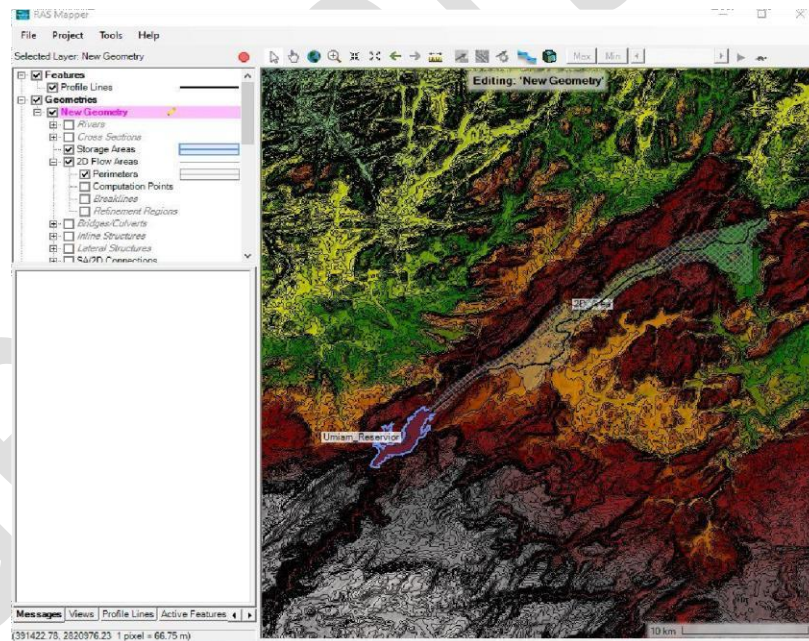 RAS Mapper
File Project Tools Help
Selected Layer: New Geometry
Max Min
Features
Profile Lines
Geometries
New Geometry
Rivers
Cross Sections
Storage Areas
2D Flow Areas
Perimeters
Computation Points
Breaklines
Refinement Regions
Bridges/Culverts
Inline Structures
Lateral Structures
SA/2D Connections
Editing: 'New Geometry'
2D_Area
Umiam_Reservior
10 km
Messages Views Profile Lines Active Features
(391422.78, 2820976.23 1 pixel = 66.75 m)